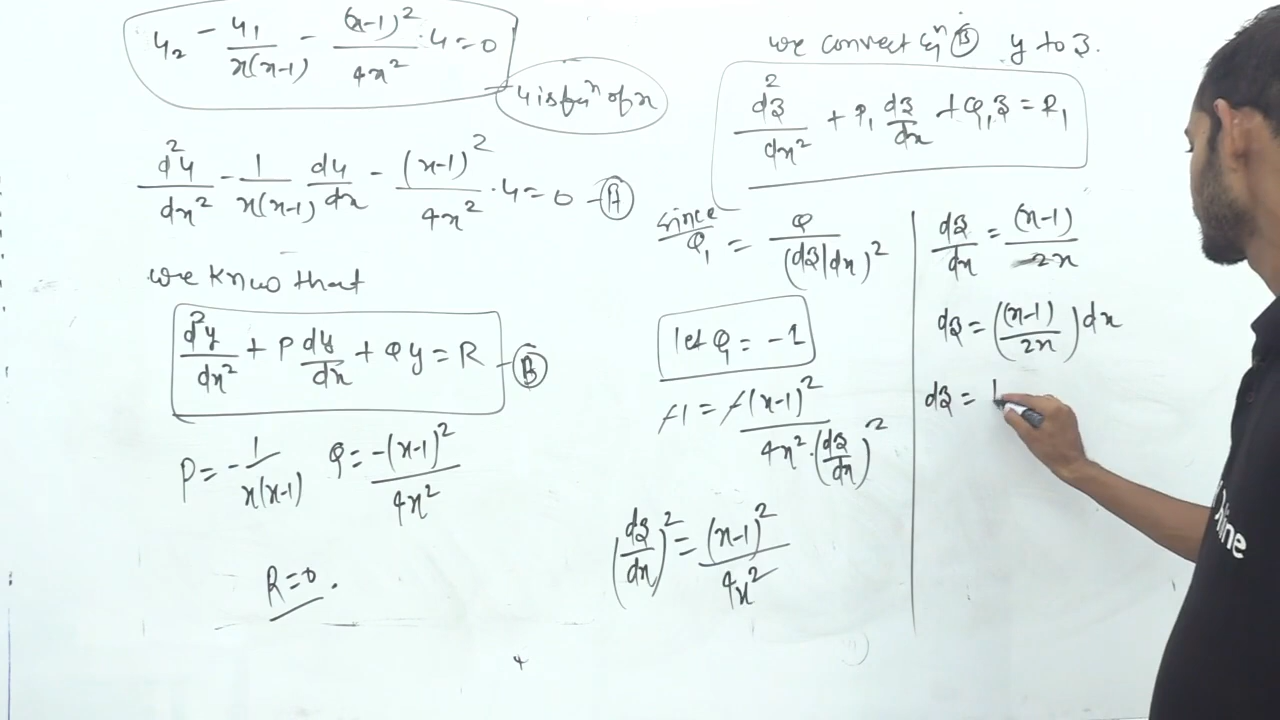 y₂ - y₁/x(x-1) - (x-1)²/4x² · y = 0
y is fuⁿ of x
d²y/dx² - 1/x(x-1) dy/dx - (x-1)²/4x² · y = 0 - (A)
we know that
d²y/dx² + P dy/dx + Qy = R - (B)
P = -1/x(x-1) Q = -(x-1)²/4x²
R = 0.
we convect Eqⁿ (B) y to z.
d²z/dx² + P₁ dz/dx + Q₁z = R₁
since
Q₁ = Q/(dz/dx)²
let Q₁ = -1
-1 = -(x-1)²/4x²·(dz/dx)²
(dz/dx)² = (x-1)²/4x²
dz/dx = (x-1)/2x
dz = ((x-1)/2x) dx
dz =